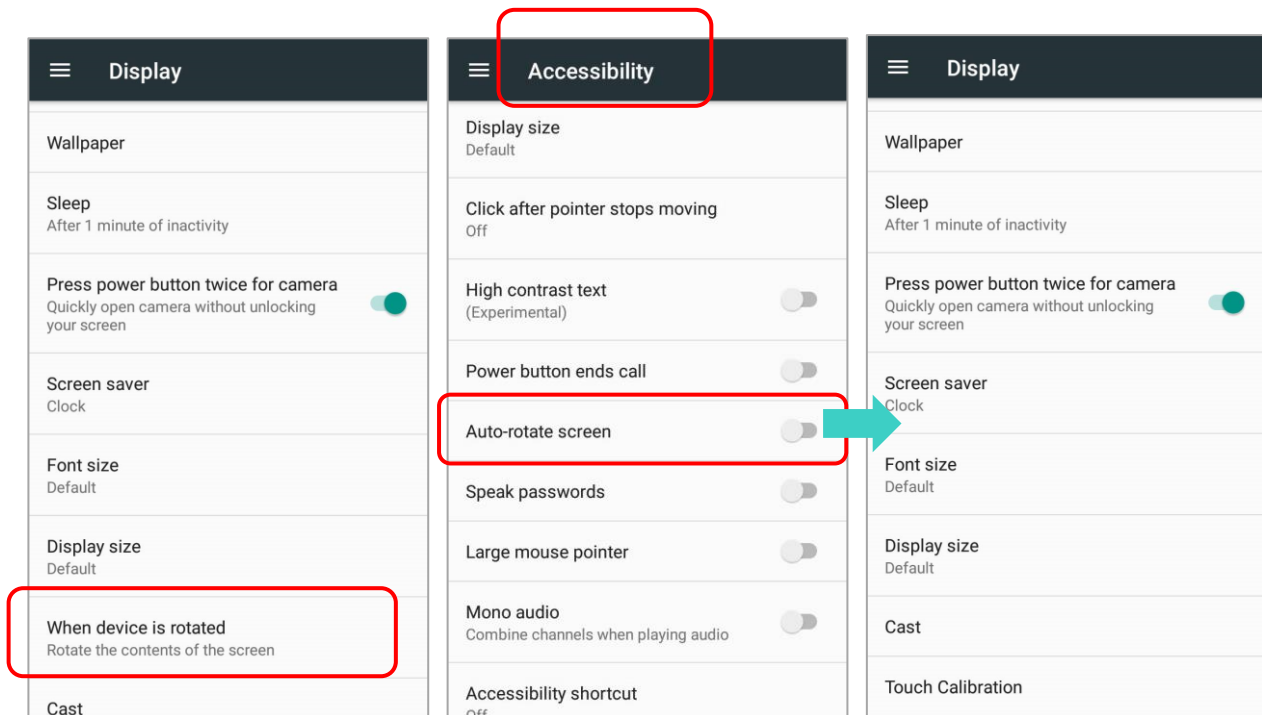 Display
Wallpaper
Sleep
After 1 minute of inactivity
Press power button twice for camera
Quickly open camera without unlocking
your screen
Screen saver
Clock
Font size
Default
Display size
Default
When device is rotated
Rotate the contents of the screen
Cast
Accessibility
Display size
Default
Click after pointer stops moving
Off
High contrast text
(Experimental)
Power button ends call
Auto-rotate screen
Speak passwords
Large mouse pointer
Mono audio
Combine channels when playing audio
Accessibility shortcut
Off
Display
Wallpaper
Sleep
After 1 minute of inactivity
Press power button twice for camera
Quickly open camera without unlocking
your screen
Screen saver
Clock
Font size
Default
Display size
Default
Cast
Touch Calibration